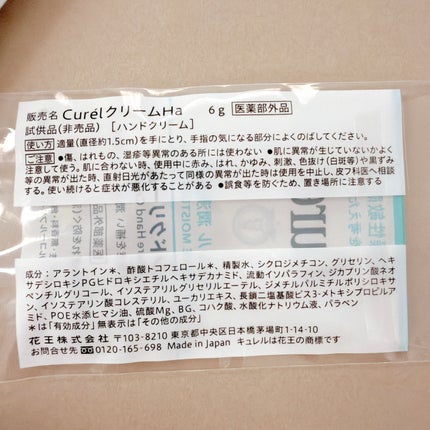 販売名 CurélクリームHa 6g 医薬部外品
試供品(非売品) [ハンドクリーム]
使い方 適量(直径約1.5cm)を手にとり、手指の気になる部分によくのばしてください。
ご注意 ●傷、はれもの、湿疹等異常のある所には使わない ●肌に異常が生じていないかよく
注意して使う。肌に合わない時、使用中に赤み、はれ、かゆみ、刺激、色抜け(白斑等)や黒ずみ
等の異常が出た時、直射日光があたって同様の異常が出た時は使用を中止し、皮フ科医へ相談
する。使い続けると症状が悪化することがある ●誤食等を防ぐため、置き場所に注意する
成分：アラントイン＊、酢酸トコフェロール＊、精製水、シクロジメチコン、グリセリン、ヘキ
サデシロキシPGヒドロキシエチルヘキサデカナミド、流動イソパラフィン、ジカプリン酸ネオ
ペンチルグリコール、イソステアリルグリセリルエーテル、ジメチルパルミチルポリシロキサ
ン、イソステアリン酸コレステリル、ユーカリエキス、長鎖二塩基酸ビス3-メトキシプロピルア
ミド、POE水添ヒマシ油、硫酸Mg、BG、コハク酸、水酸化ナトリウム液、パラベン
＊は「有効成分」無表示は「その他の成分」
花王株式会社 〒103-8210 東京都中央区日本橋茅場町1-14-10
お問合せ先 0120-165-698 Made in Japan キュレルは花王の商標です